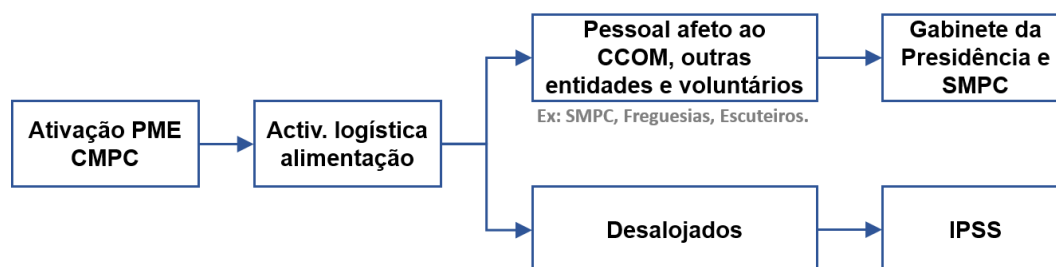 Ativação PME
CMPC
Activ. logística
alimentação
Pessoal afeto ao
CCOM, outras
entidades e voluntários
Ex: SMPC, Freguesias, Escuteiros.
Gabinete da
Presidência e
SMPC
Desalojados
IPSS